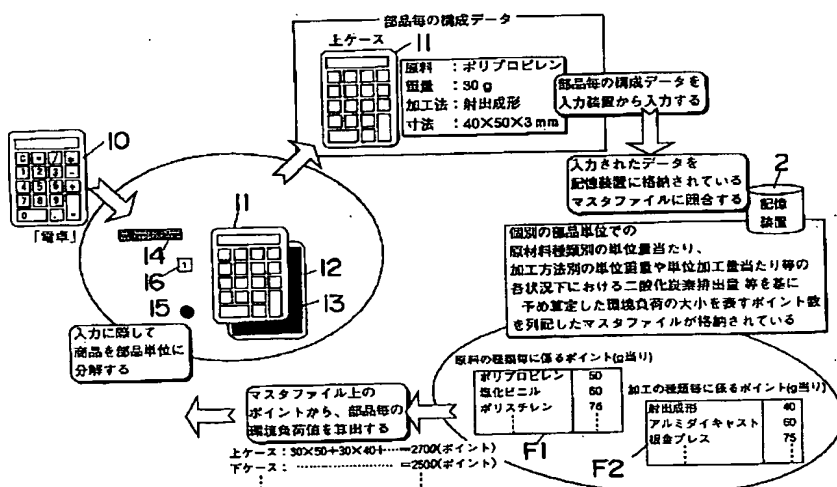 部品毎の構成データ
上ケース
11
原料 :ポリプロピレン
重量 :30g
加工法:射出成形
寸法 :40×50×3mm
部品毎の構成データを
入力装置から入力する
10
「電卓」
入力されたデータを
記憶装置に格納されている
マスタファイルに照合する
2
記憶
装置
11
14
16
12
13
15
個別の部品単位での
原材料種類別の単位量当たり、
加工方法別の単位重量や単位加工量当たり等の
各状況下における二酸化炭素排出量 等を基に
予め算定した環境負荷の大小を表すポイント数
を列記したマスタファイルが格納されている
入力に際して
商品を部品単位に
分解する
原料の種類毎に係るポイント(g当り)
ポリプロピレン 50
塩化ビニル 60
ポリスチレン 76
F1
加工の種類毎に係るポイント(g当り)
射出成形 40
アルミダイキャスト 60
板金プレス 75
F2
マスタファイル上の
ポイントから、部品毎の
環境負荷値を算出する
上ケース:30×50+30×40+……=2700(ポイント)
下ケース:………………=2500(ポイント)